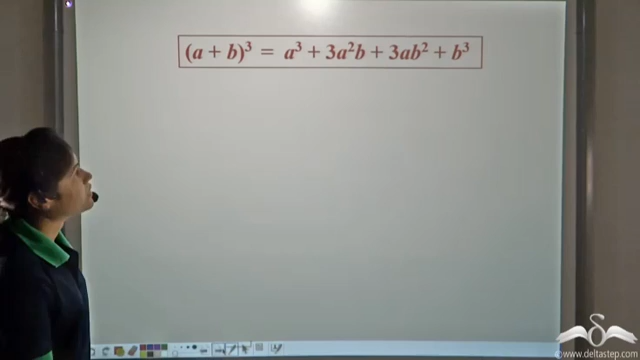 (a + b)³ = a³ + 3a²b + 3ab² + b³
©www.deltastep.com